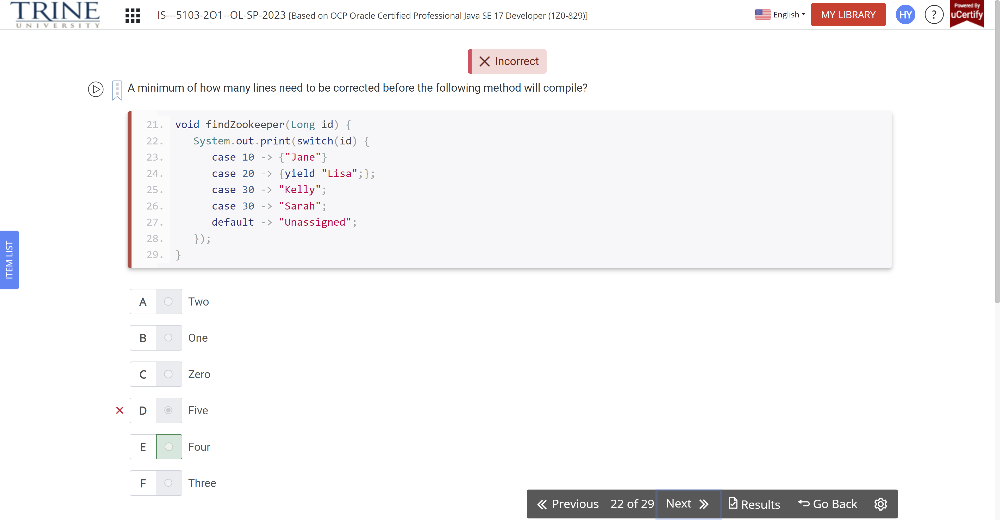 TRINE
UNIVERSITY
IS---5103-2O1--OL-SP-2023 [Based on OCP Oracle Certified Professional Java SE 17 Developer (1Z0-829)]
English
MY LIBRARY
HY
?
Powered By
uCertify
Incorrect
A minimum of how many lines need to be corrected before the following method will compile?
21. void findZookeeper(Long id) {
22. System.out.print(switch(id) {
23. case 10 -> {"Jane"}
24. case 20 -> {yield "Lisa";};
25. case 30 -> "Kelly";
26. case 30 -> "Sarah";
27. default -> "Unassigned";
28. });
29. }
ITEM LIST
A Two
B One
C Zero
D Five
E Four
F Three
Previous 22 of 29 Next Results Go Back